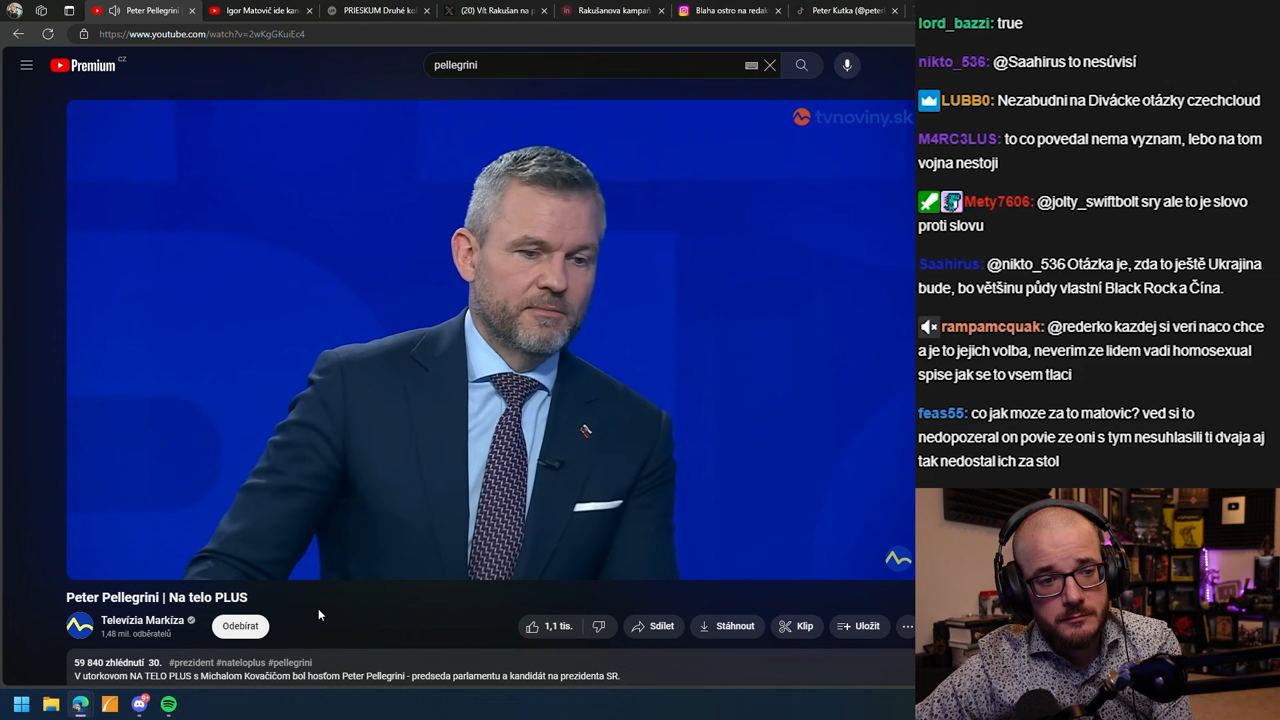 Peter Pellegrini
Igor Matovič ide kan
PRIESKUM Druhé ko
(20) Vít Rakušan na
Rakušanova kampaň
Blaha ostro na redak
Peter Kutka (@peter
https://www.youtube.com/watch?v=2wKgGKuiEc4
Premium CZ
pellegrini
tvnoviny.sk
Peter Pellegrini | Na telo PLUS
Televízia Markíza
1,48 mil. odběratelů
Odebírat
1,1 tis.
Sdílet
Stáhnout
Klip
Uložit
59 840 zhlédnutí 30. #prezident #nateloplus #pellegrini
V utorkovom NA TELO PLUS s Michalom Kovačičom bol hosťom Peter Pellegrini - predseda parlamentu a kandidát na prezidenta SR.
lord_bazzi: true
nikto_536: @Saahirus to nesúvisí
LUBB0: Nezabudni na Divácke otázky czechcloud
M4RC3LUS: to co povedal nema vyznam, lebo na tom
vojna nestoji
Mety7606: @jolty_swiftbolt sry ale to je slovo
proti slovu
Saahirus: @nikto_536 Otázka je, zda to ještě Ukrajina
bude, bo většinu půdy vlastní Black Rock a Čína.
rampamcquak: @rederko kazdej si veri naco chce
a je to jejich volba, neverim ze lidem vadi homosexual
spise jak se to vsem tlaci
feas55: co jak moze za to matovic? ved si to
nedopozeral on povie ze oni s tym nesuhlasili ti dvaja aj
tak nedostal ich za stol